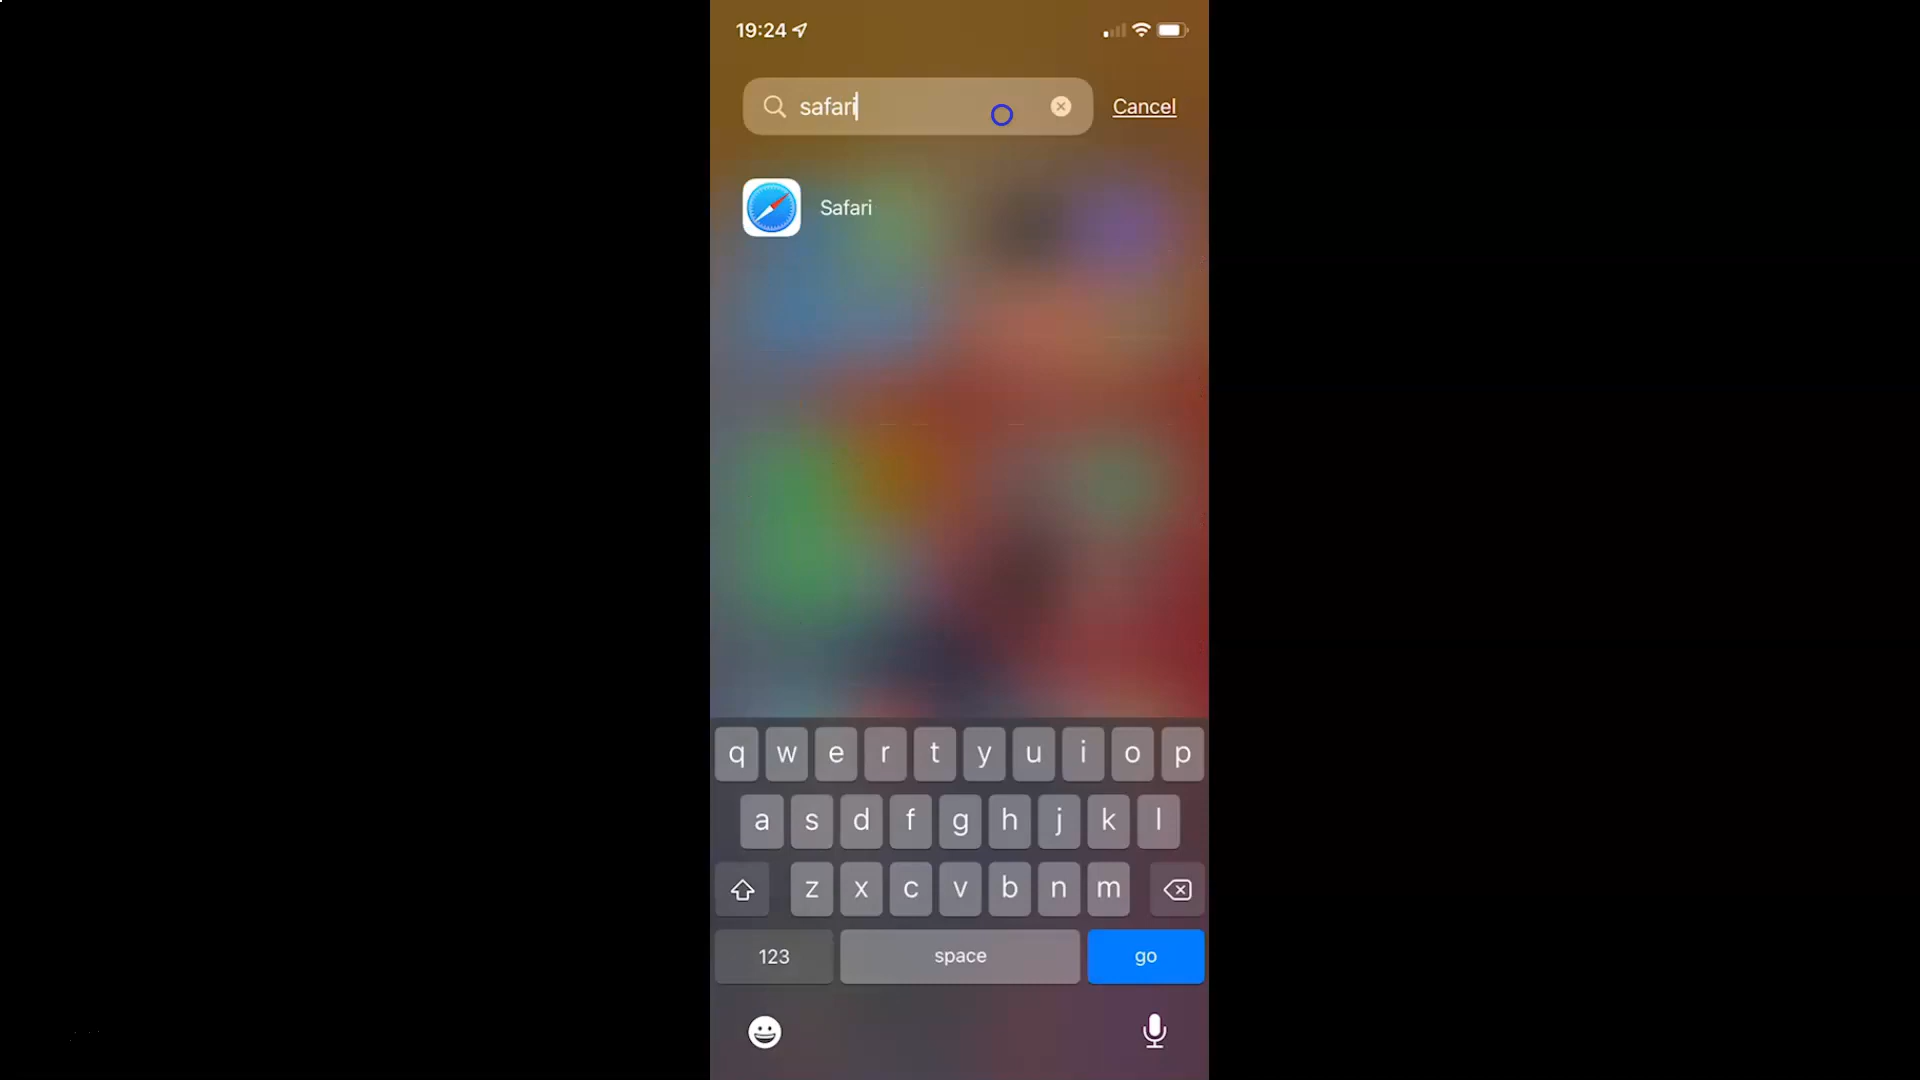 19:24
safari
Cancel
Safari
q w e r t y u i o p
a s d f g h j k l
z x c v b n m
123 space go